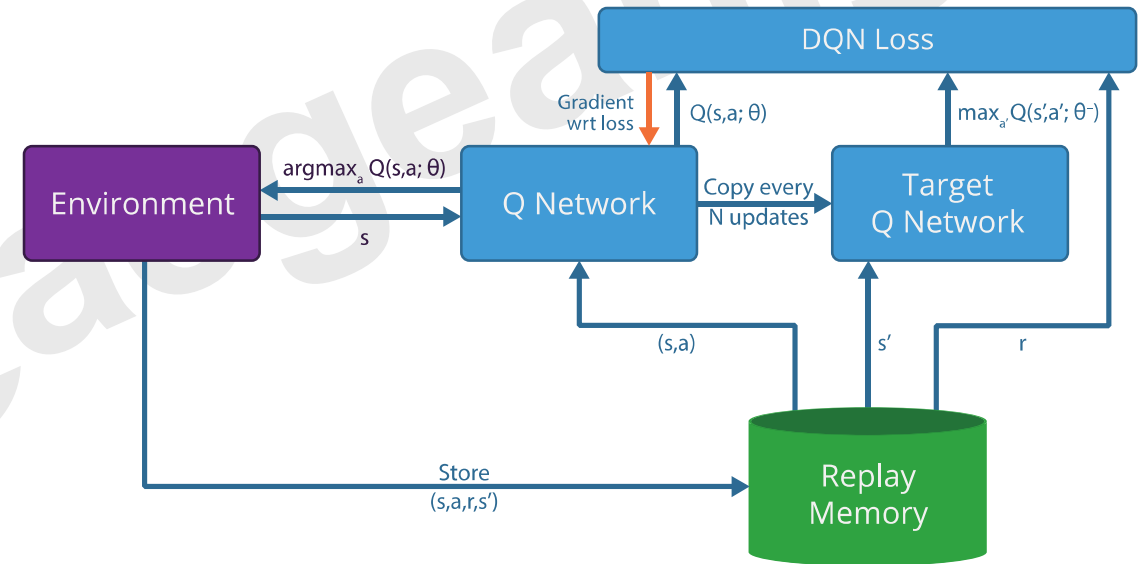 DQN Loss
Gradient
wrt loss
Q(s,a; θ)
maxₐ' Q(s',a'; θ⁻)
Environment
argmaxₐ Q(s,a; θ)
s
Q Network
Copy every
N updates
Target
Q Network
(s,a)
s'
r
Store
(s,a,r,s')
Replay
Memory